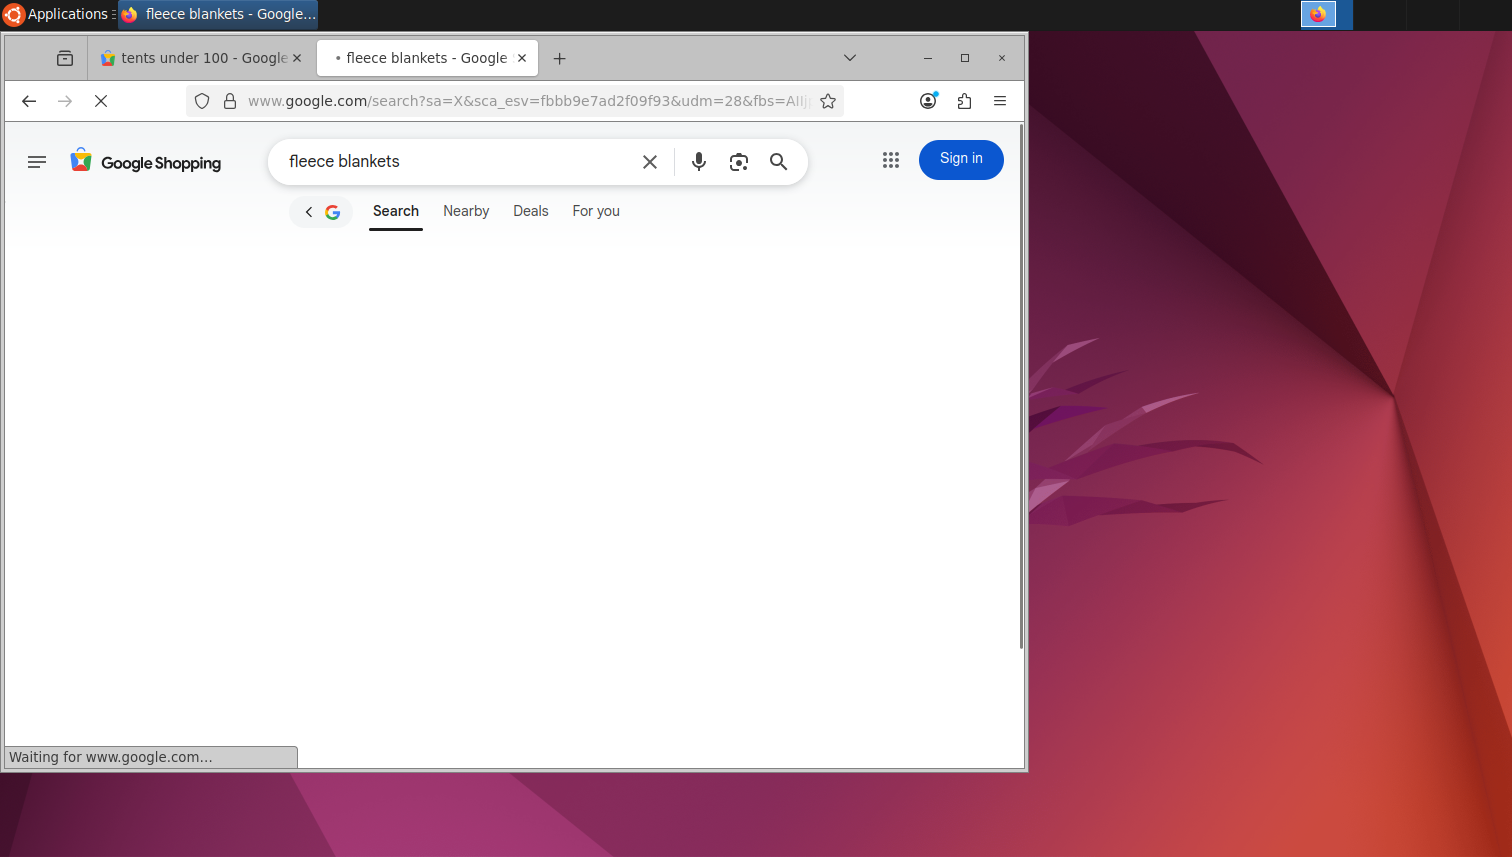 Applications
fleece blankets - Google...
tents under 100 - Google
fleece blankets - Google
www.google.com/search?sa=X&sca_esv=fbbb9e7ad2f09f93&udm=28&fbs=AIIj
Google Shopping
fleece blankets
Sign in
Search
Nearby
Deals
For you
Waiting for www.google.com...